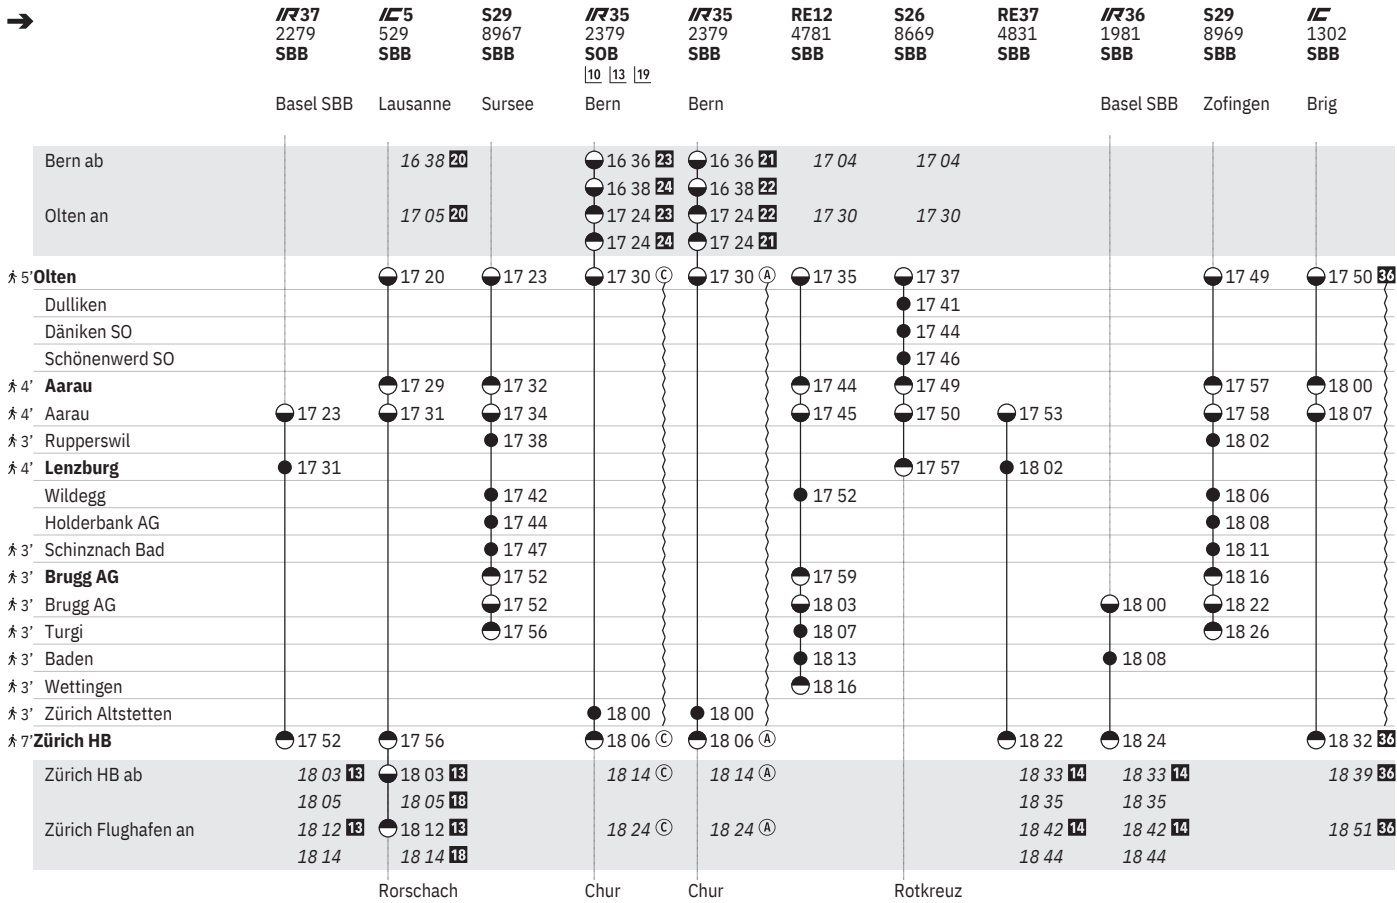 ➔ IR37 IC5 S29 IR35 IR35 RE12 S26 RE37 IR36 S29 IC
2279 529 8967 2379 2379 4781 8669 4831 1981 8969 1302
SBB SBB SBB SOB SBB SBB SBB SBB SBB SBB SBB
10 13 19
Basel SBB Lausanne Sursee Bern Bern Basel SBB Zofingen Brig
Bern ab 16 38 20 16 36 23 16 36 21 17 04 17 04
16 38 24 16 38 22
Olten an 17 05 20 17 24 23 17 24 22 17 30 17 30
17 24 24 17 24 21
5' Olten 17 20 17 23 17 30 Ⓒ 17 30 Ⓐ 17 35 17 37 17 49 17 50 36
Dulliken 17 41
Däniken SO 17 44
Schönenwerd SO 17 46
4' Aarau 17 29 17 32 17 44 17 49 17 57 18 00
4' Aarau 17 23 17 31 17 34 17 45 17 50 17 53 17 58 18 07
3' Rupperswil 17 38 18 02
4' Lenzburg 17 31 17 57 18 02
Wildegg 17 42 17 52 18 06
Holderbank AG 17 44 18 08
3' Schinznach Bad 17 47 18 11
3' Brugg AG 17 52 17 59 18 16
3' Brugg AG 17 52 18 03 18 00 18 22
3' Turgi 17 56 18 07 18 26
3' Baden 18 13 18 08
3' Wettingen 18 16
3' Zürich Altstetten 18 00 18 00
7' Zürich HB 17 52 17 56 18 06 Ⓒ 18 06 Ⓐ 18 22 18 24 18 32 36
Zürich HB ab 18 03 13 18 03 13 18 14 Ⓒ 18 14 Ⓐ 18 33 14 18 33 14 18 39 36
18 05 18 05 18 18 35 18 35
Zürich Flughafen an 18 12 13 18 12 13 18 24 Ⓒ 18 24 Ⓐ 18 42 14 18 42 14 18 51 36
18 14 18 14 18 18 44 18 44
Rorschach Chur Chur Rotkreuz